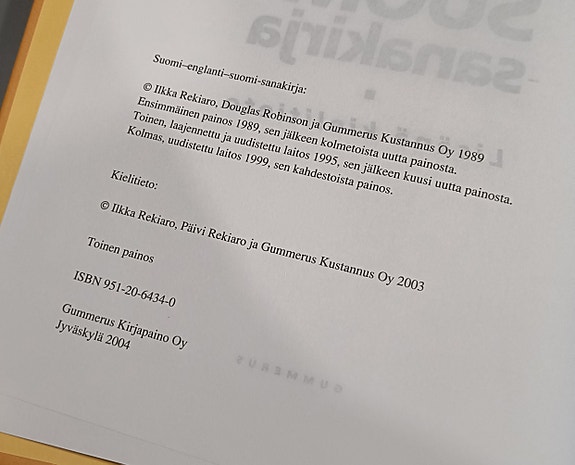 Suomi–englanti–suomi-sanakirja:
© Ilkka Rekiaro, Douglas Robinson ja Gummerus Kustannus Oy 1989
Ensimmäinen painos 1989, sen jälkeen kolmetoista uutta painosta.
Toinen, laajennettu ja uudistettu laitos 1995, sen jälkeen kuusi uutta painosta.
Kolmas, uudistettu laitos 1999, sen kahdestoista painos.
Kielitieto:
© Ilkka Rekiaro, Päivi Rekiaro ja Gummerus Kustannus Oy 2003
Toinen painos
ISBN 951-20-6434-0
Gummerus Kirjapaino Oy
Jyväskylä 2004
GUMMERUS
SUOMI
-sanakirja